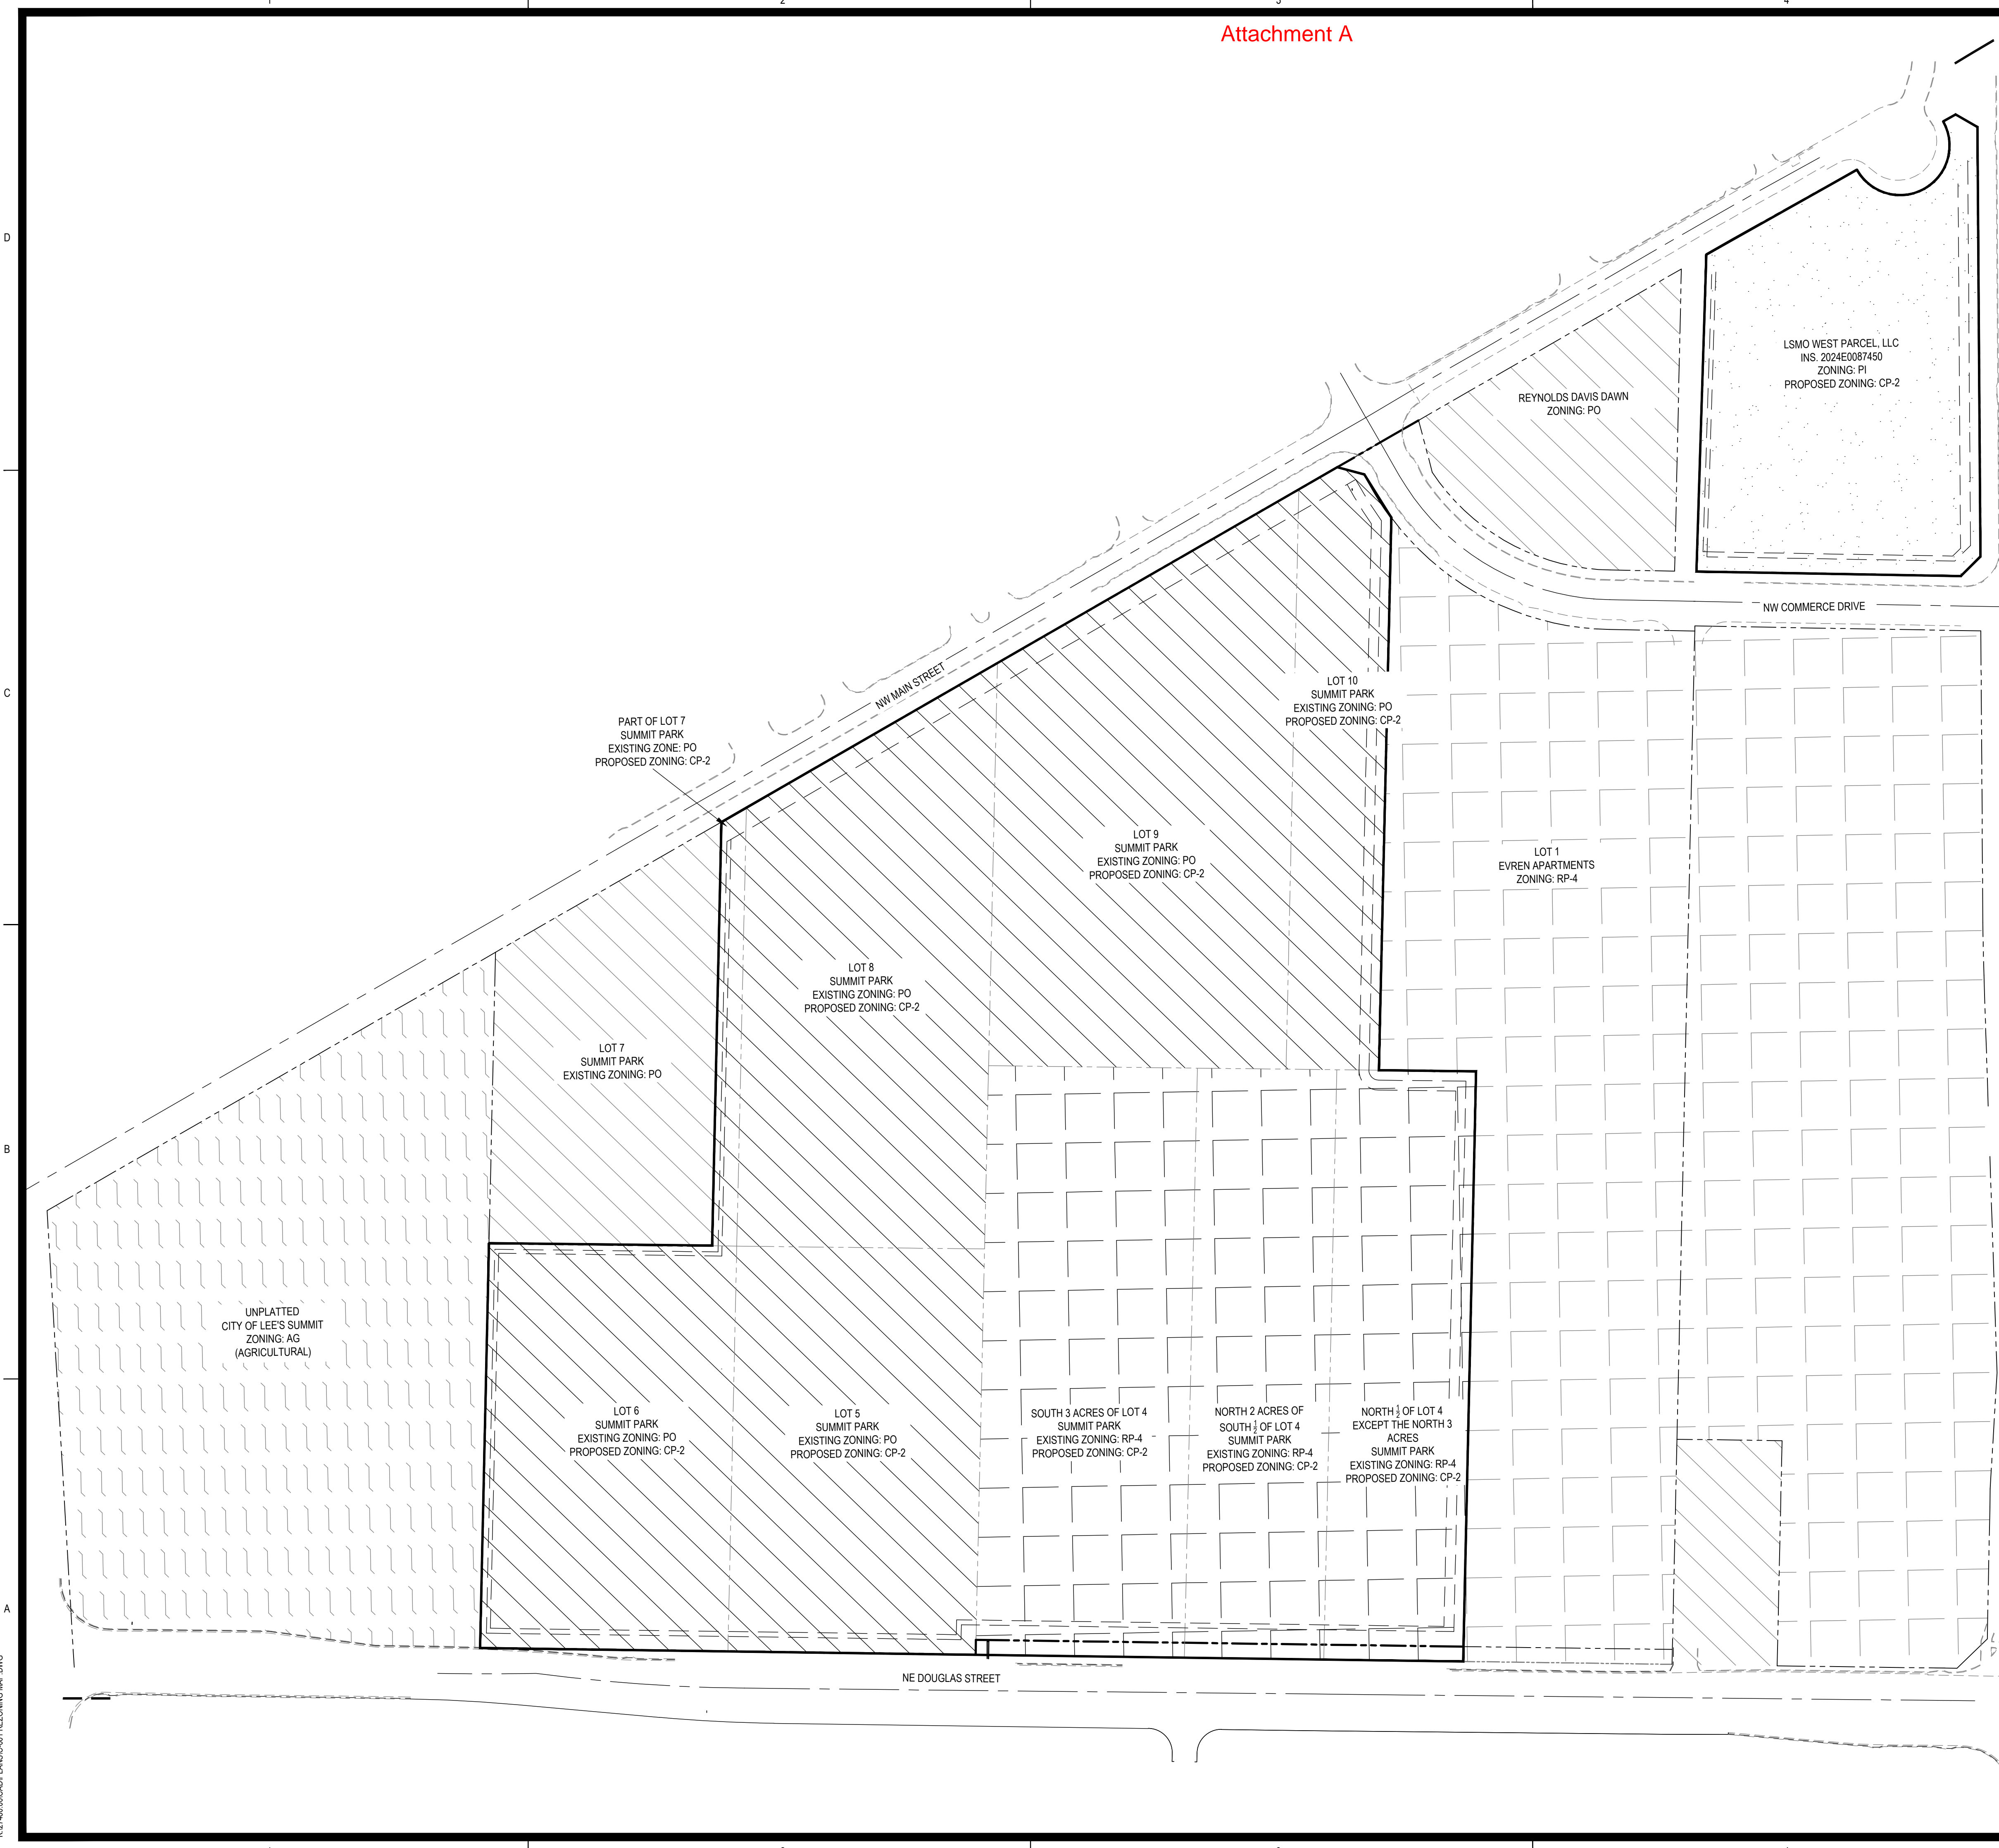 1
2
3
4
Attachment A
D
LSMO WEST PARCEL, LLC
INS. 2024E0087450
ZONING: PI
PROPOSED ZONING: CP-2
REYNOLDS DAVIS DAWN
ZONING: PO
NW COMMERCE DRIVE
C
LOT 10
SUMMIT PARK
EXISTING ZONING: PO
PROPOSED ZONING: CP-2
NW MAIN STREET
PART OF LOT 7
SUMMIT PARK
EXISTING ZONE: PO
PROPOSED ZONING: CP-2
LOT 9
SUMMIT PARK
EXISTING ZONING: PO
PROPOSED ZONING: CP-2
LOT 1
EVREN APARTMENTS
ZONING: RP-4
LOT 8
SUMMIT PARK
EXISTING ZONING: PO
PROPOSED ZONING: CP-2
LOT 7
SUMMIT PARK
EXISTING ZONING: PO
B
UNPLATTED
CITY OF LEE'S SUMMIT
ZONING: AG
(AGRICULTURAL)
LOT 6
SUMMIT PARK
EXISTING ZONING: PO
PROPOSED ZONING: CP-2
LOT 5
SUMMIT PARK
EXISTING ZONING: PO
PROPOSED ZONING: CP-2
SOUTH 3 ACRES OF LOT 4
SUMMIT PARK
EXISTING ZONING: RP-4
PROPOSED ZONING: CP-2
NORTH 2 ACRES OF
SOUTH ½ OF LOT 4
SUMMIT PARK
EXISTING ZONING: RP-4
PROPOSED ZONING: CP-2
NORTH ½ OF LOT 4
EXCEPT THE NORTH 3
ACRES
SUMMIT PARK
EXISTING ZONING: RP-4
PROPOSED ZONING: CP-2
A
NE DOUGLAS STREET